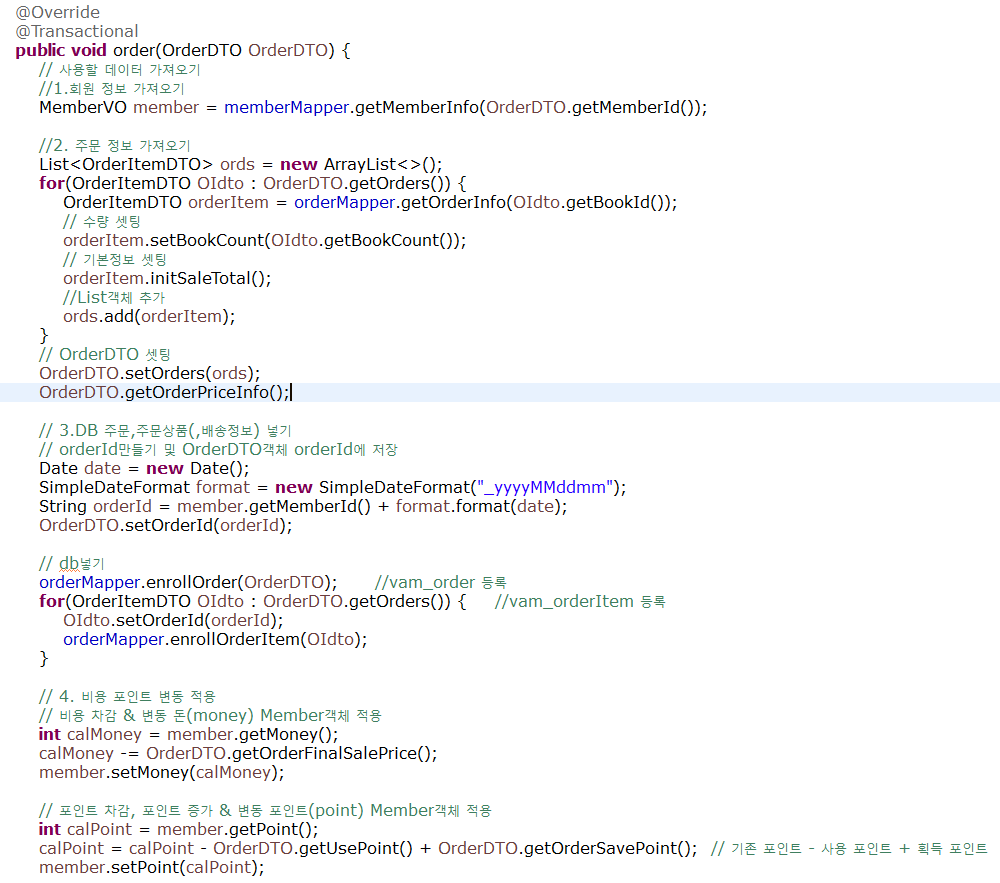 @Override
@Transactional
public void order(OrderDTO OrderDTO) {
// 사용할 데이터 가져오기
//1.회원 정보 가져오기
MemberVO member = memberMapper.getMemberInfo(OrderDTO.getMemberId());
//2. 주문 정보 가져오기
List<OrderItemDTO> ords = new ArrayList<>();
for(OrderItemDTO OIdto : OrderDTO.getOrders()) {
OrderItemDTO orderItem = orderMapper.getOrderInfo(OIdto.getBookId());
// 수량 셋팅
orderItem.setBookCount(OIdto.getBookCount());
// 기본정보 셋팅
orderItem.initSaleTotal();
//List객체 추가
ords.add(orderItem);
}
// OrderDTO 셋팅
OrderDTO.setOrders(ords);
OrderDTO.getOrderPriceInfo();
// 3.DB 주문,주문상품(,배송정보) 넣기
// orderId만들기 및 OrderDTO객체 orderId에 저장
Date date = new Date();
SimpleDateFormat format = new SimpleDateFormat("_yyyyMMddmm");
String orderId = member.getMemberId() + format.format(date);
OrderDTO.setOrderId(orderId);
// db넣기
orderMapper.enrollOrder(OrderDTO); //vam_order 등록
for(OrderItemDTO OIdto : OrderDTO.getOrders()) { //vam_orderItem 등록
OIdto.setOrderId(orderId);
orderMapper.enrollOrderItem(OIdto);
}
// 4. 비용 포인트 변동 적용
// 비용 차감 & 변동 돈(money) Member객체 적용
int calMoney = member.getMoney();
calMoney -= OrderDTO.getOrderFinalSalePrice();
member.setMoney(calMoney);
// 포인트 차감, 포인트 증가 & 변동 포인트(point) Member객체 적용
int calPoint = member.getPoint();
calPoint = calPoint - OrderDTO.getUsePoint() + OrderDTO.getOrderSavePoint(); // 기존 포인트 - 사용 포인트 + 획득 포인트
member.setPoint(calPoint);